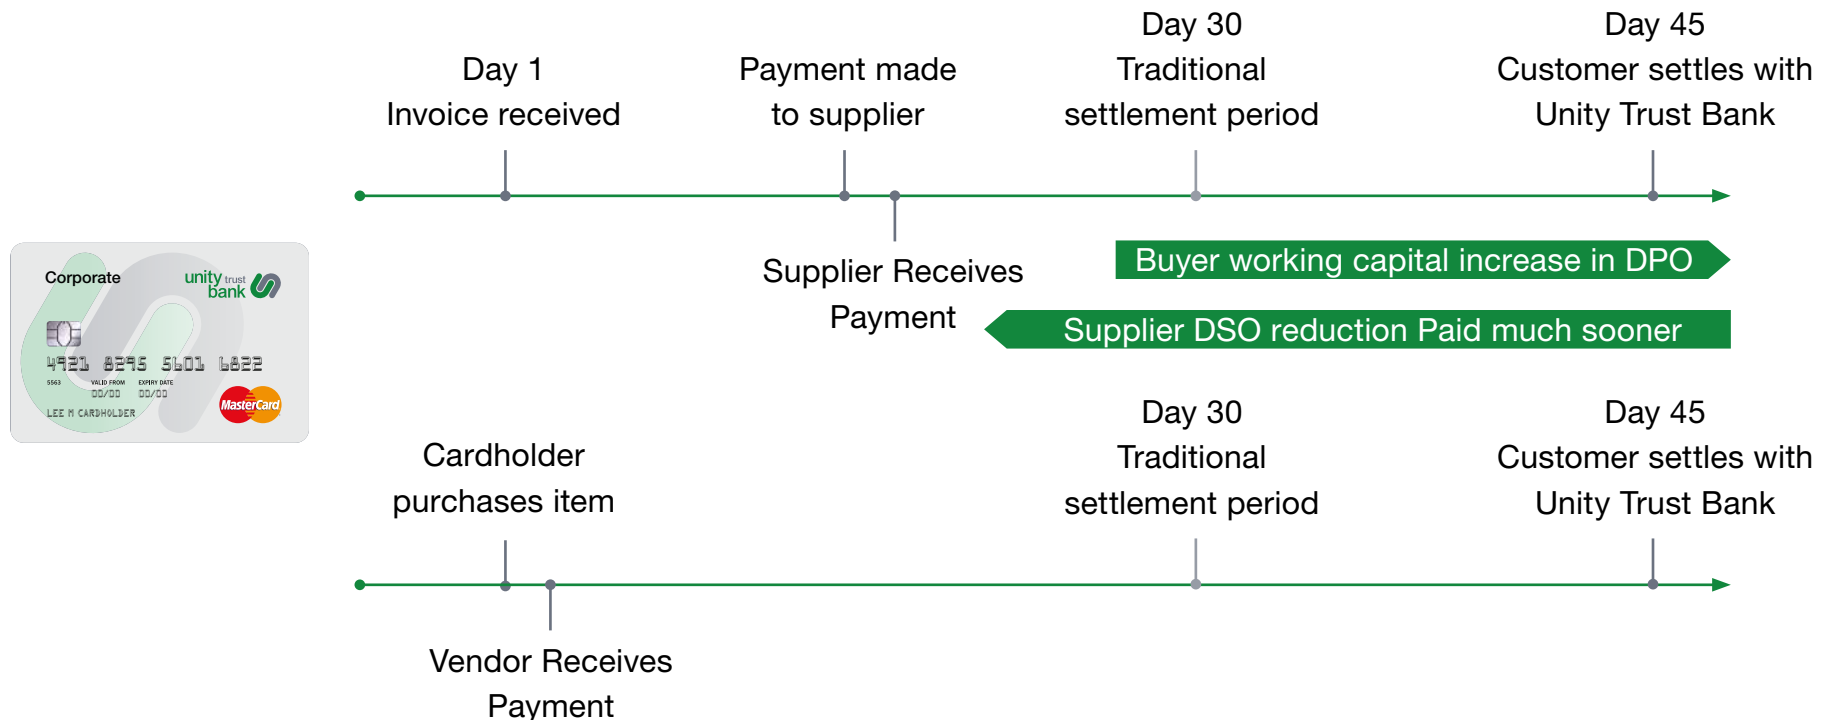 Day 1
Invoice received
Payment made
to supplier
Day 30
Traditional
settlement period
Day 45
Customer settles with
Unity Trust Bank
Supplier Receives
Payment
Buyer working capital increase in DPO
Supplier DSO reduction Paid much sooner
Corporate
unity trust
bank
4921 8295 5601 6822
5563 VALID FROM EXPIRY DATE
00/00 00/00
LEE M CARDHOLDER
MasterCard
Cardholder
purchases item
Day 30
Traditional
settlement period
Day 45
Customer settles with
Unity Trust Bank
Vendor Receives
Payment